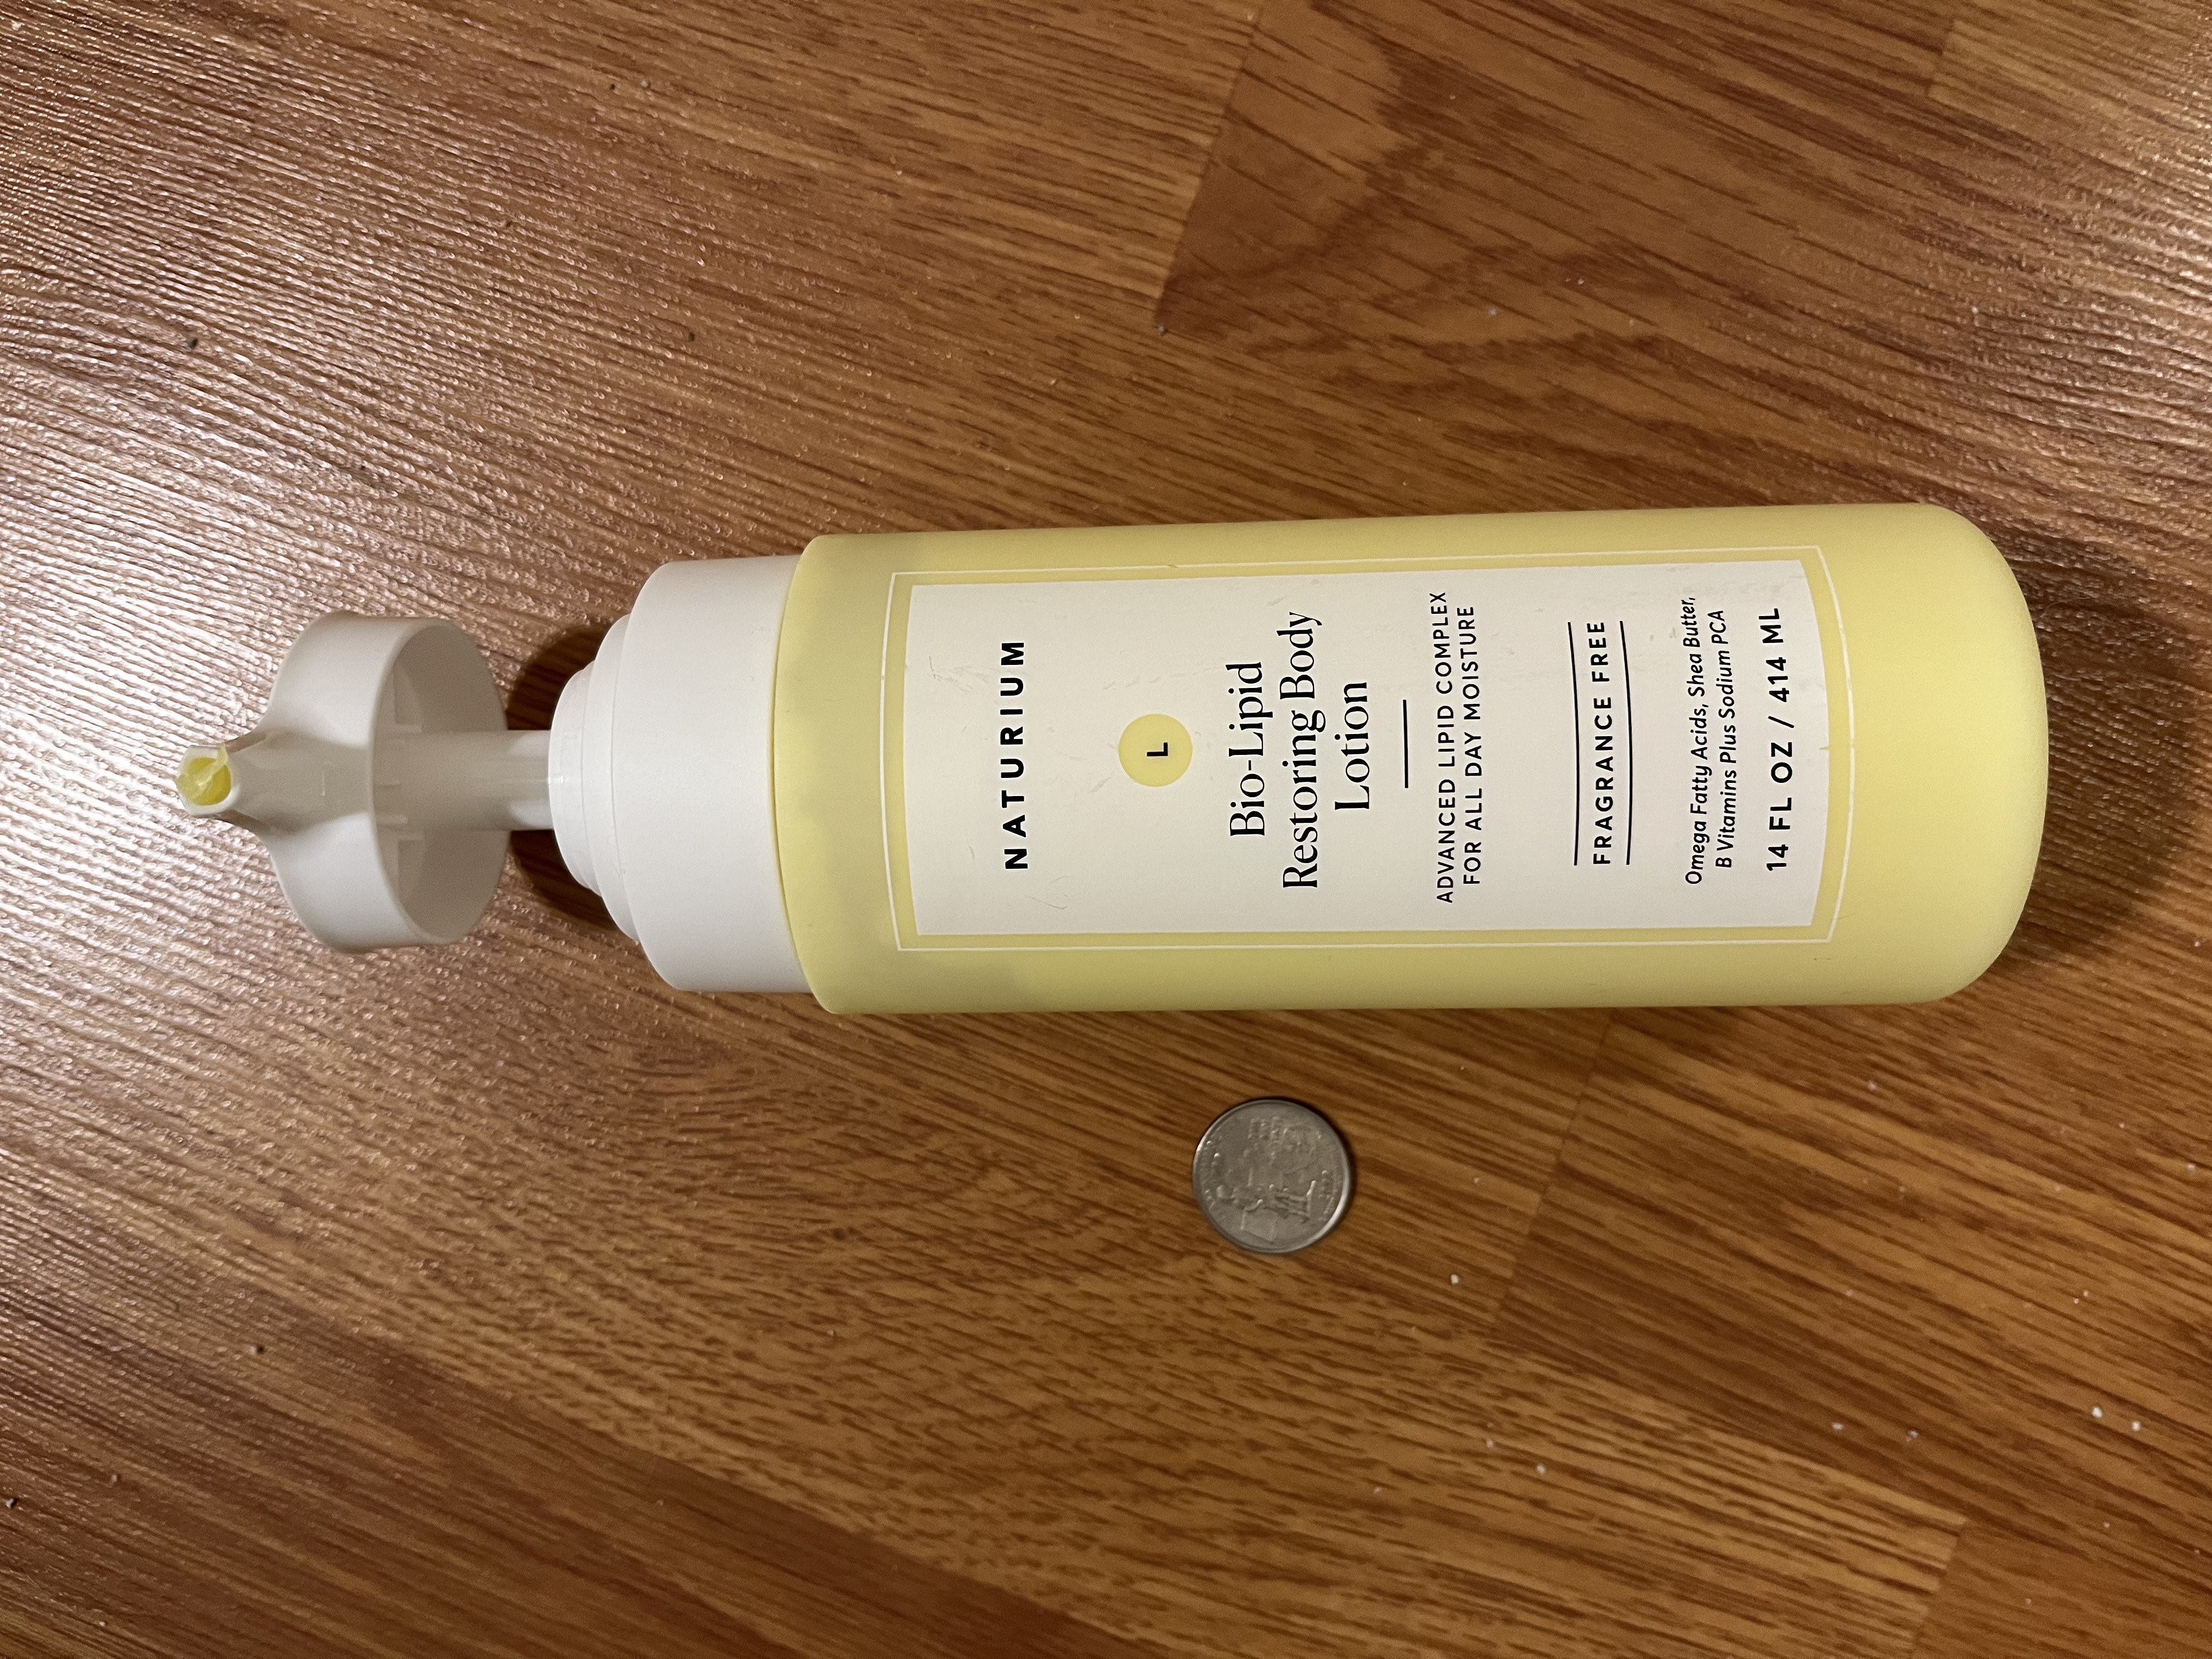 NATURIUM
L
Bio-Lipid
Restoring Body
Lotion
ADVANCED LIPID COMPLEX
FOR ALL DAY MOISTURE
FRAGRANCE FREE
Omega Fatty Acids, Shea Butter,
B Vitamins Plus Sodium PCA
14 FL OZ / 414 ML